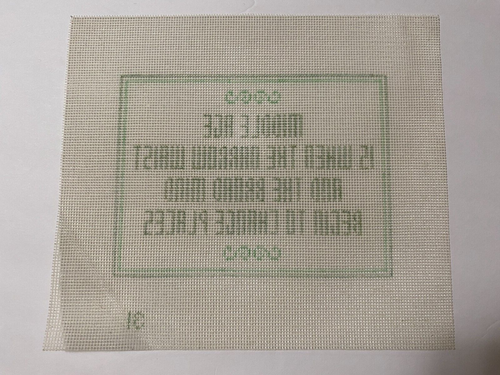 MIDDLE AGE
IS WHEN THE NARROW WAIST
AND THE BROAD MIND
BEGIN TO CHANGE PLACES